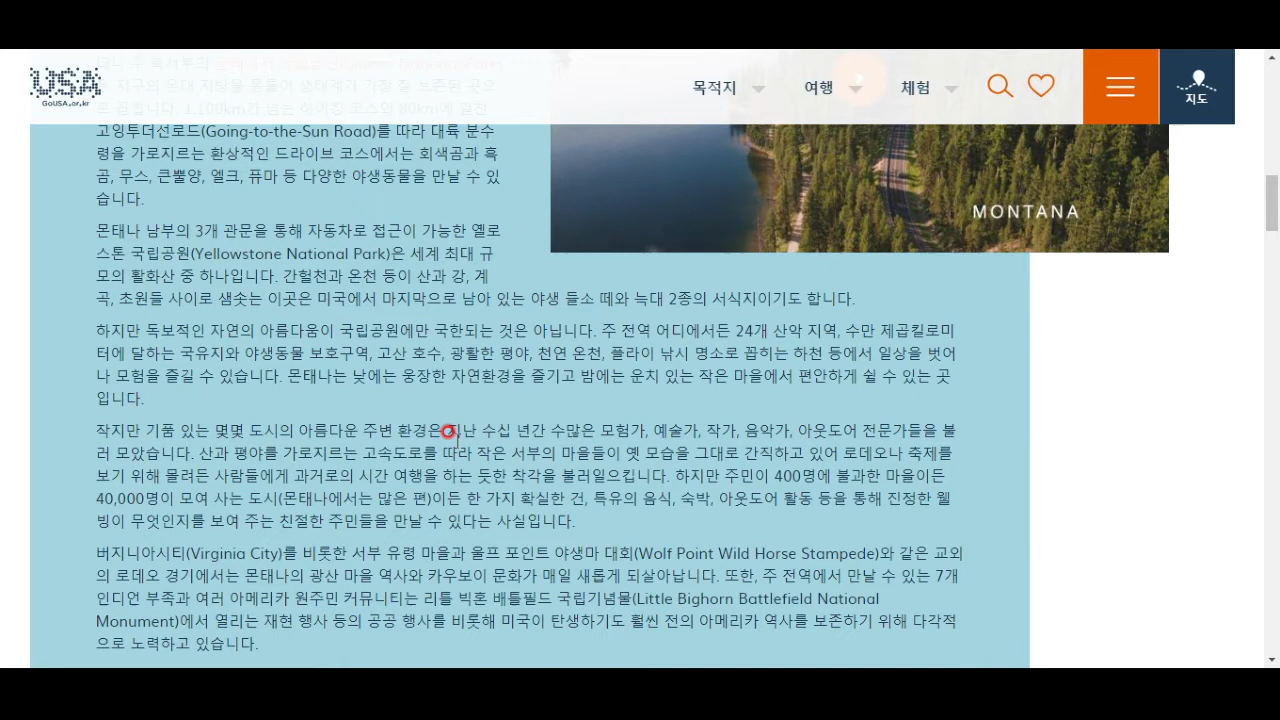 USA
GoUSA.or.kr
목적지
여행
체험
지도
고잉투더선로드(Going-to-the-Sun Road)를 따라 대륙 분수
령을 가로지르는 환상적인 드라이브 코스에서는 회색곰과 흑
곰, 무스, 큰뿔양, 엘크, 퓨마 등 다양한 야생동물을 만날 수 있
습니다.
MONTANA
몬태나 남부의 3개 관문을 통해 자동차로 접근이 가능한 옐로
스톤 국립공원(Yellowstone National Park)은 세계 최대 규
모의 활화산 중 하나입니다. 간헐천과 온천 등이 산과 강, 계
곡, 초원들 사이로 샘솟는 이곳은 미국에서 마지막으로 남아 있는 야생 들소 떼와 늑대 2종의 서식지이기도 합니다.
하지만 독보적인 자연의 아름다움이 국립공원에만 국한되는 것은 아닙니다. 주 전역 어디에서든 24개 산악 지역, 수만 제곱킬로미
터에 달하는 국유지와 야생동물 보호구역, 고산 호수, 광활한 평야, 천연 온천, 플라이 낚시 명소로 꼽히는 하천 등에서 일상을 벗어
나 모험을 즐길 수 있습니다. 몬태나는 낮에는 웅장한 자연환경을 즐기고 밤에는 운치 있는 작은 마을에서 편안하게 쉴 수 있는 곳
입니다.
작지만 기품 있는 몇몇 도시의 아름다운 주변 환경은 지난 수십 년간 수많은 모험가, 예술가, 작가, 음악가, 아웃도어 전문가들을 불
러 모았습니다. 산과 평야를 가로지르는 고속도로를 따라 작은 서부의 마을들이 옛 모습을 그대로 간직하고 있어 로데오나 축제를
보기 위해 몰려든 사람들에게 과거로의 시간 여행을 하는 듯한 착각을 불러일으킵니다. 하지만 주민이 400명에 불과한 마을이든
40,000명이 모여 사는 도시(몬태나에서는 많은 편)이든 한 가지 확실한 건, 특유의 음식, 숙박, 아웃도어 활동 등을 통해 진정한 웰
빙이 무엇인지를 보여 주는 친절한 주민들을 만날 수 있다는 사실입니다.
버지니아시티(Virginia City)를 비롯한 서부 유령 마을과 울프 포인트 야생마 대회(Wolf Point Wild Horse Stampede)와 같은 교외
의 로데오 경기에서는 몬태나의 광산 마을 역사와 카우보이 문화가 매일 새롭게 되살아납니다. 또한, 주 전역에서 만날 수 있는 7개
인디언 부족과 여러 아메리카 원주민 커뮤니티는 리틀 빅혼 배틀필드 국립기념물(Little Bighorn Battlefield National
Monument)에서 열리는 재현 행사 등의 공공 행사를 비롯해 미국이 탄생하기도 훨씬 전의 아메리카 역사를 보존하기 위해 다각적
으로 노력하고 있습니다.